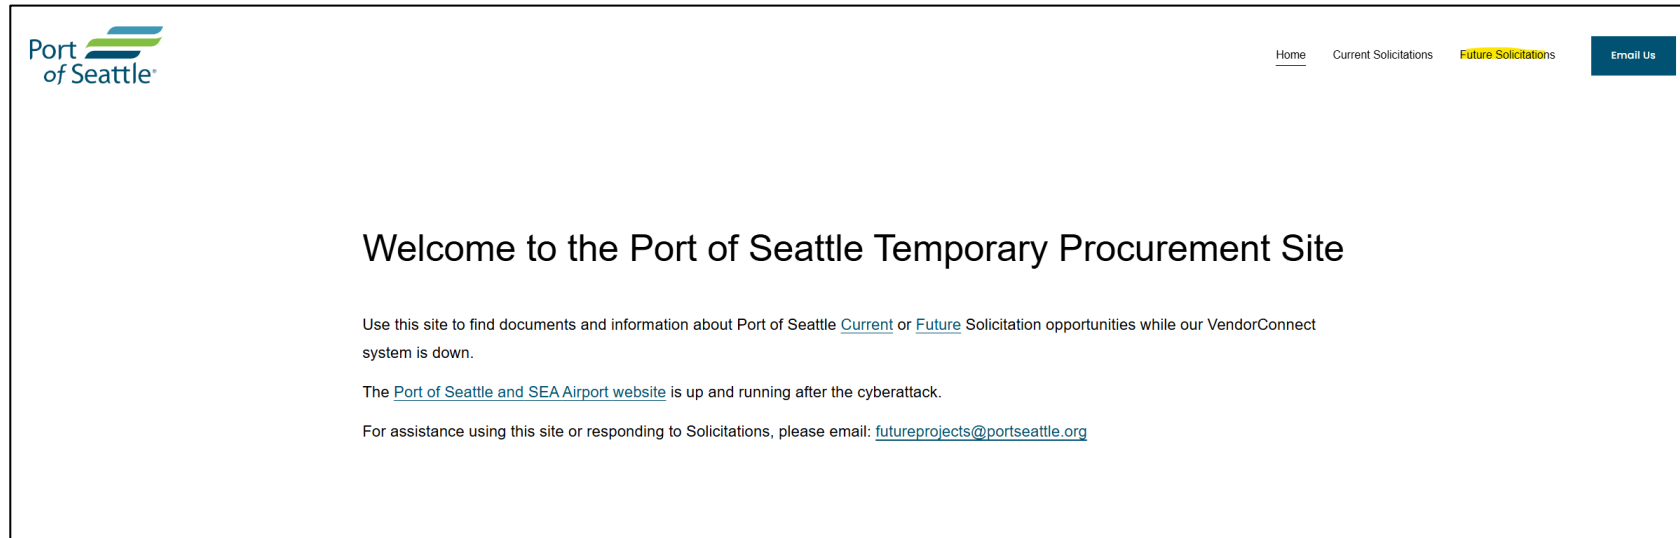 Port
of Seattle®
Home Current Solicitations Future Solicitations Email Us
Welcome to the Port of Seattle Temporary Procurement Site
Use this site to find documents and information about Port of Seattle Current or Future Solicitation opportunities while our VendorConnect
system is down.
The Port of Seattle and SEA Airport website is up and running after the cyberattack.
For assistance using this site or responding to Solicitations, please email: futureprojects@portseattle.org